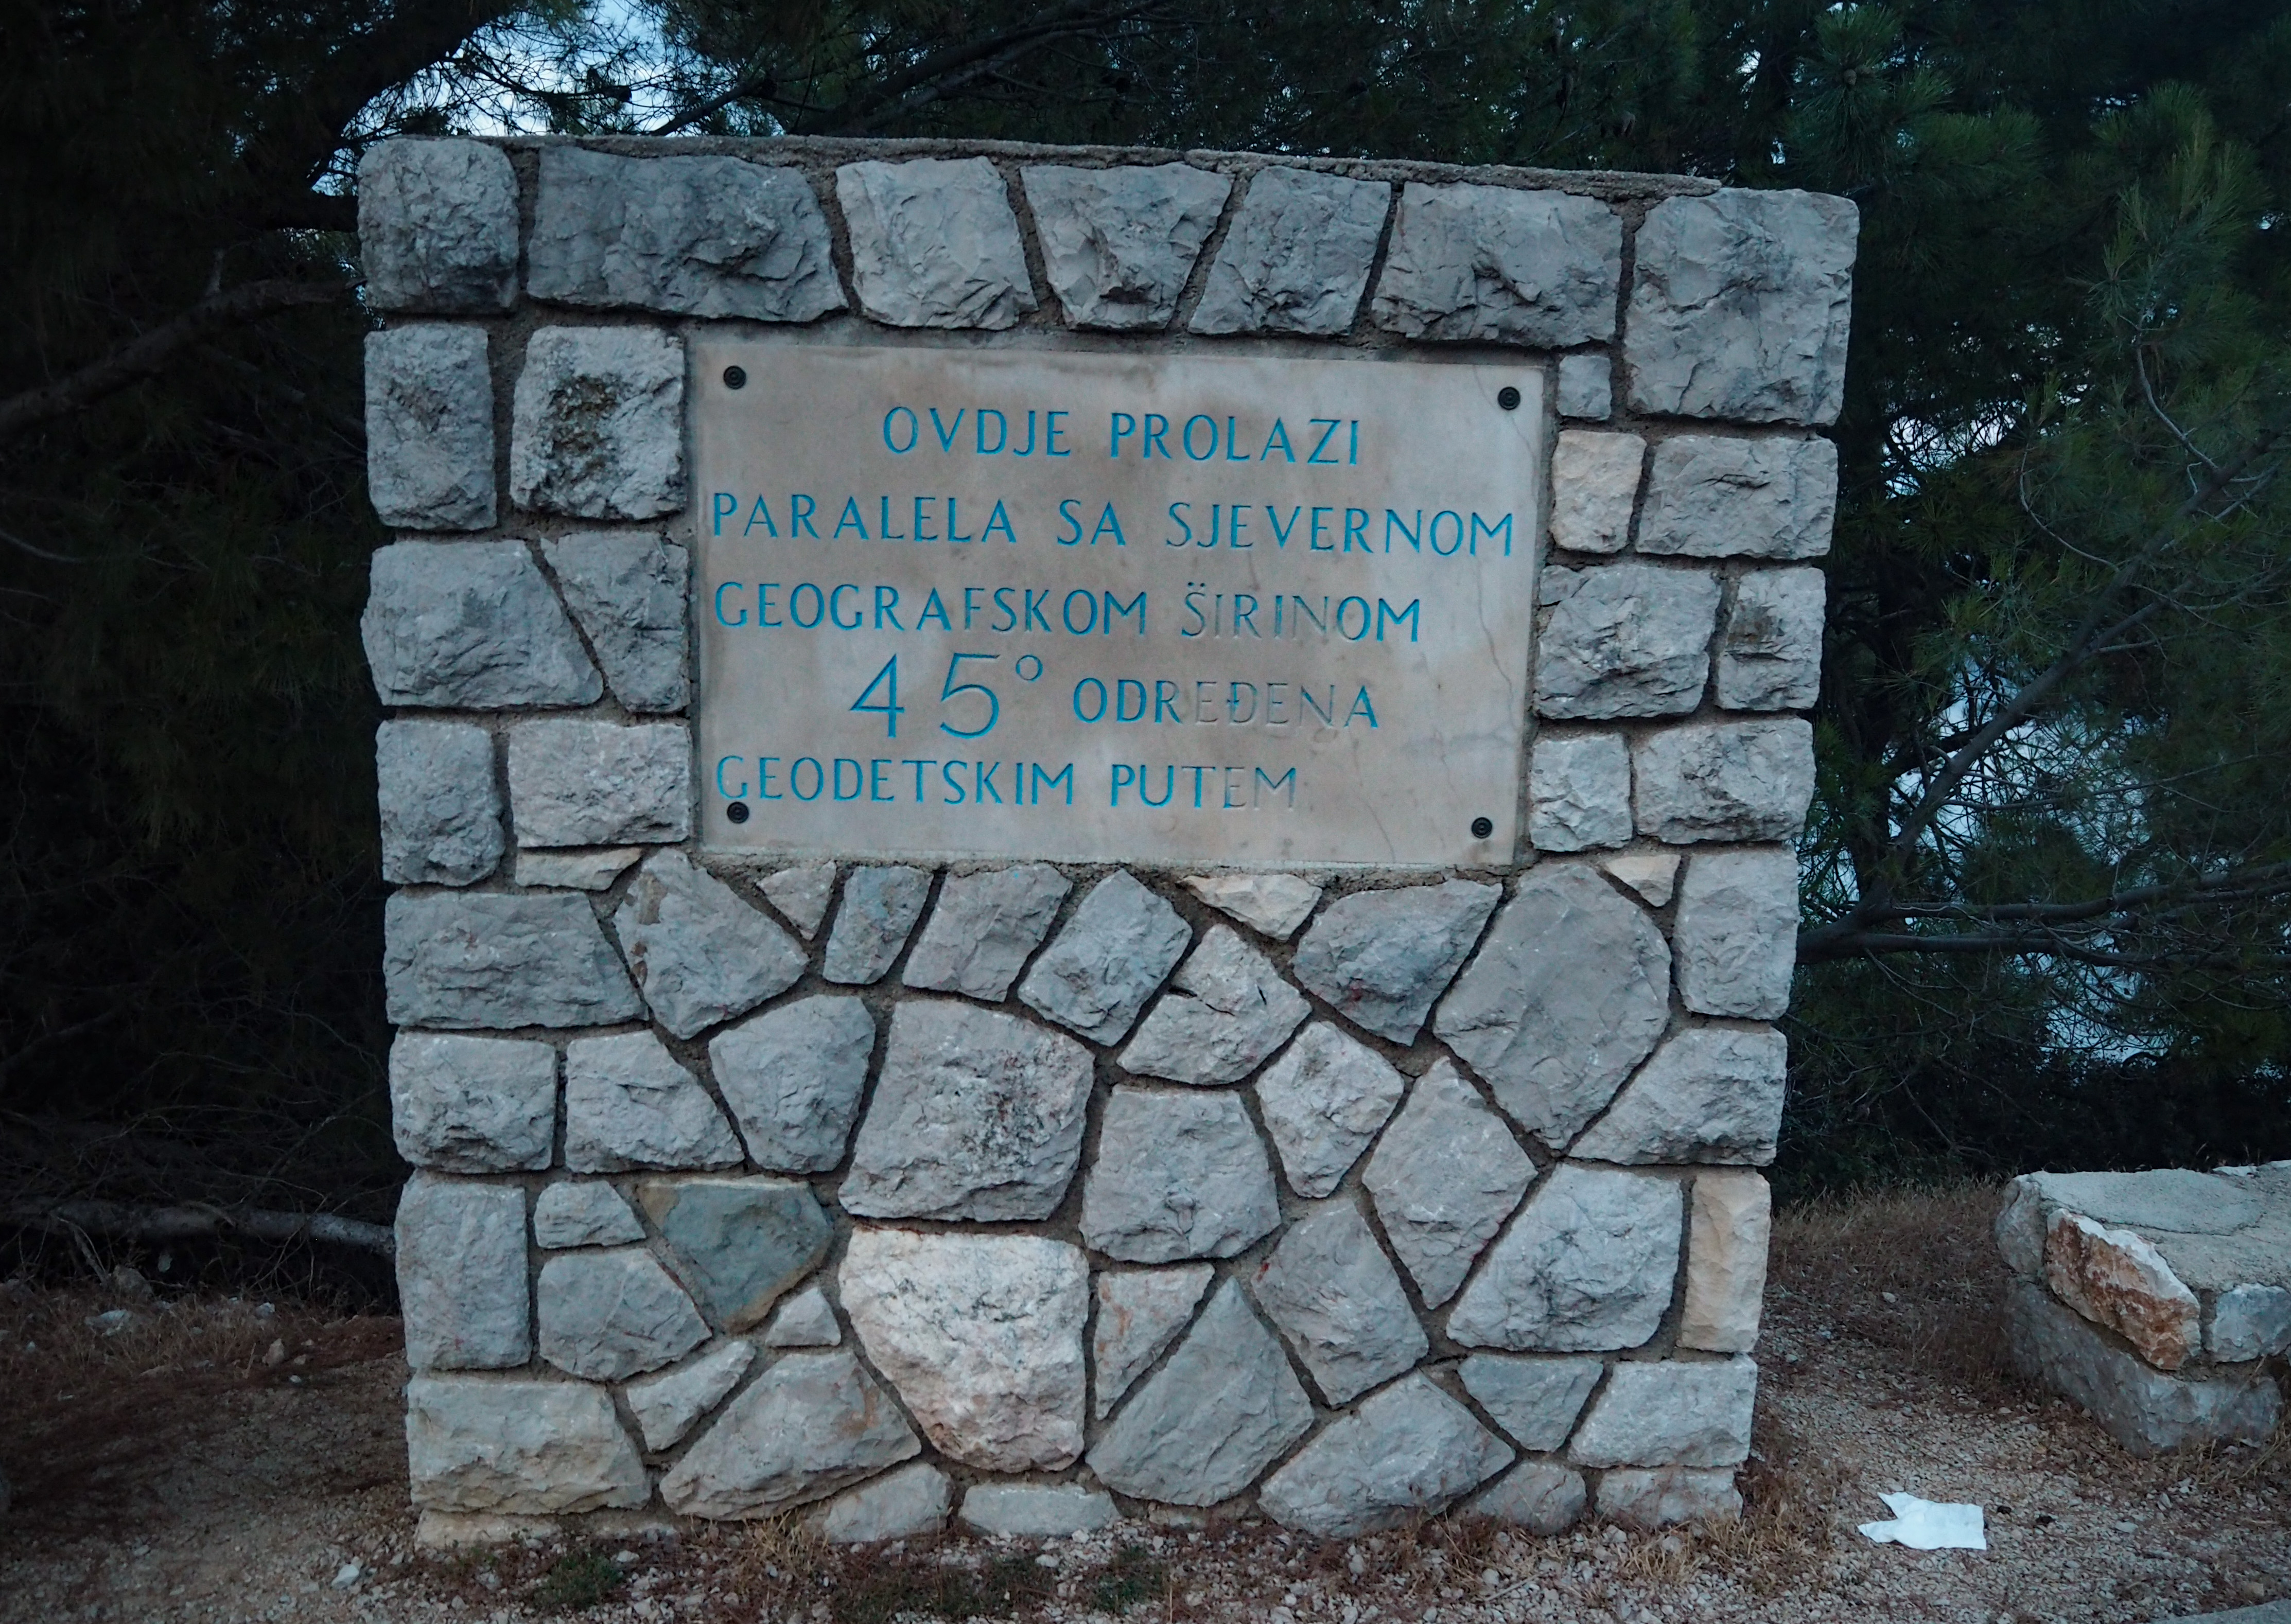 OVDJE PROLAZI
PARALELA SA SJEVERNOM
GEOGRAFSKOM ŠIRINOM
45° ODREĐENA
GEODETSKIM PUTEM